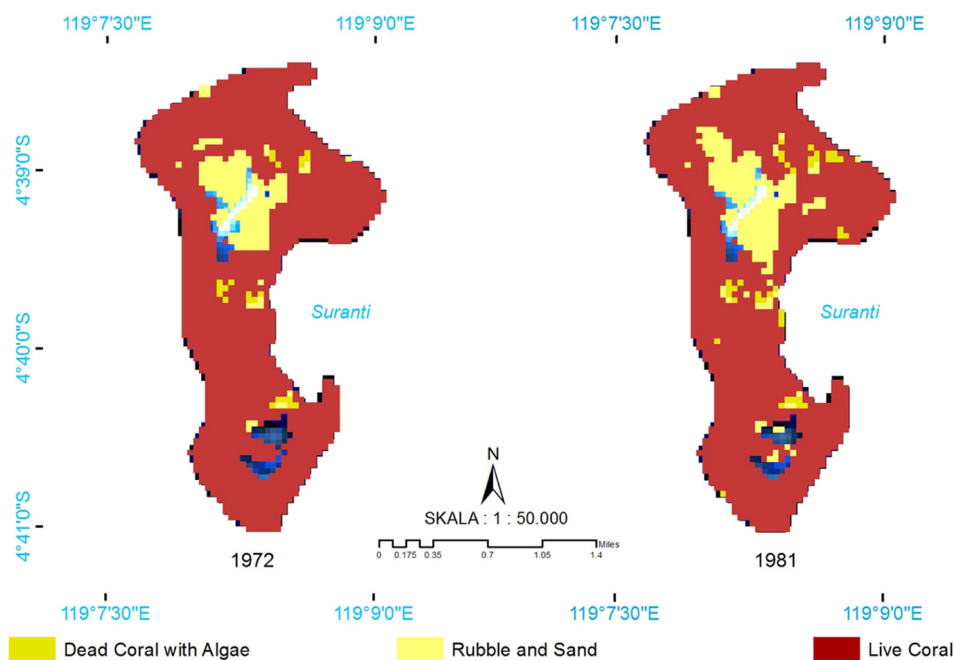 119°7'30"E 119°9'0"E 119°7'30"E 119°9'0"E
4°39'0"S
Suranti Suranti
4°40'0"S
N
SKALA : 1 : 50.000
4°41'0"S
Miles
0 0.175 0.35 0.7 1.05 1.4
1972 1981
119°7'30"E 119°9'0"E 119°7'30"E 119°9'0"E
Dead Coral with Algae Rubble and Sand Live Coral